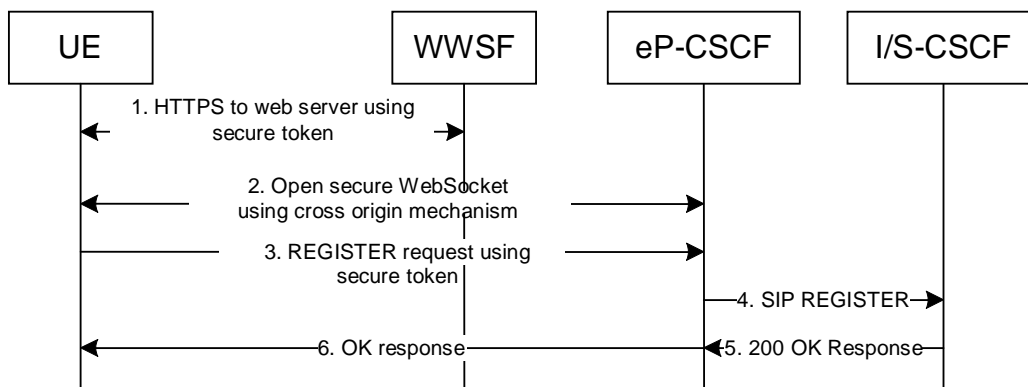 UE
WWSF
eP-CSCF
I/S-CSCF
1. HTTPS to web server using
secure token
2. Open secure WebSocket
using cross origin mechanism
3. REGISTER request using
secure token
4. SIP REGISTER
5. 200 OK Response
6. OK response